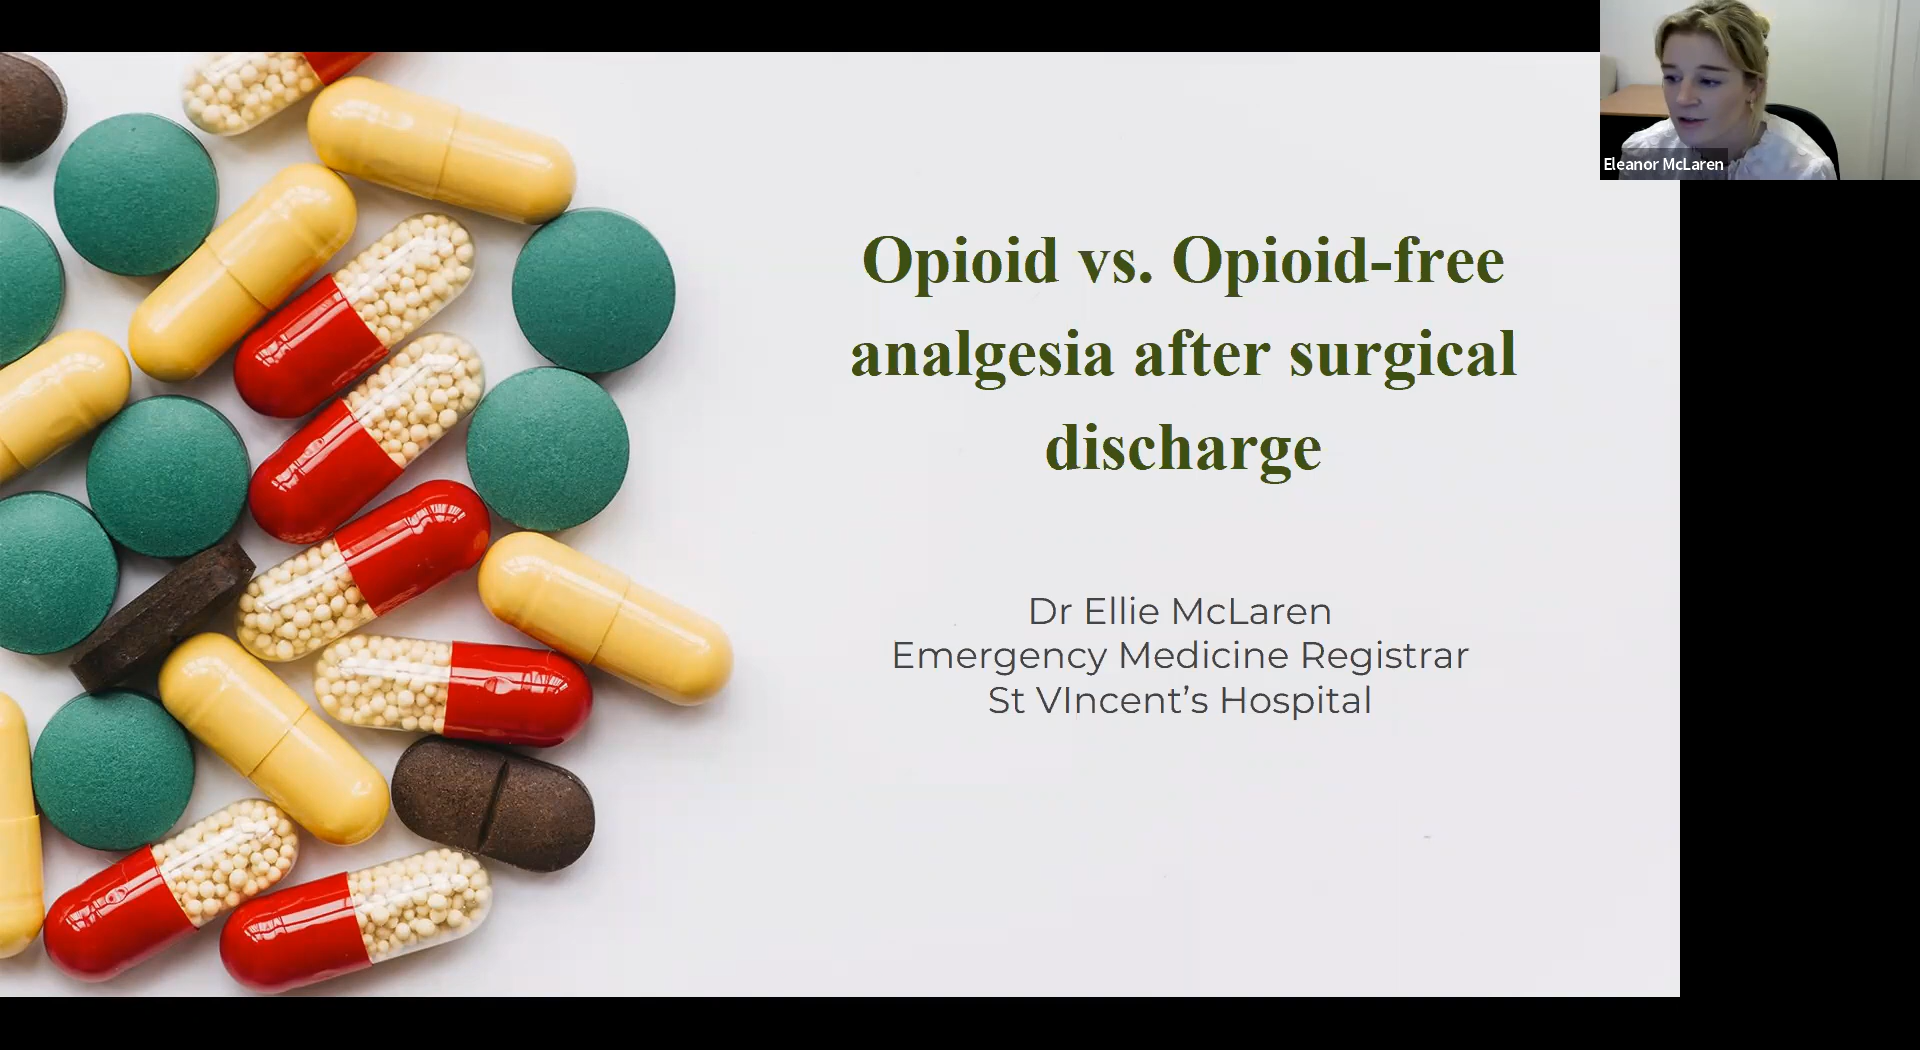 Opioid vs. Opioid-free
analgesia after surgical
discharge
Dr Ellie McLaren
Emergency Medicine Registrar
St VIncent’s Hospital
Eleanor McLaren